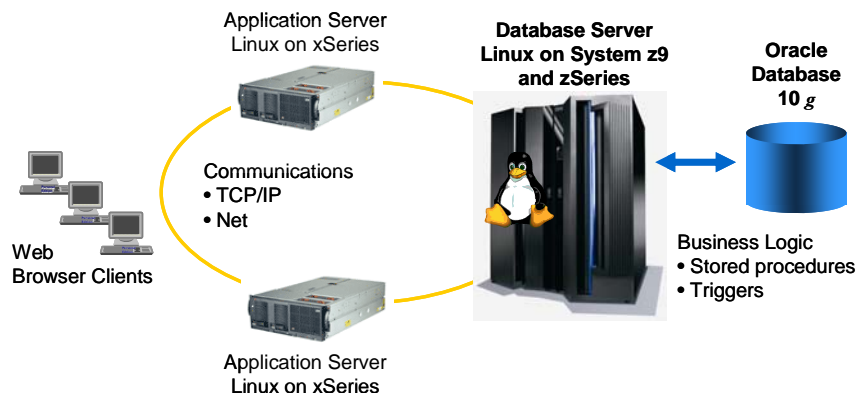 Application Server
Linux on xSeries
Database Server
Linux on System z9
and zSeries
Oracle
Database
10 g
Communications
• TCP/IP
• Net
Web
Browser Clients
Business Logic
• Stored procedures
• Triggers
Application Server
Linux on xSeries